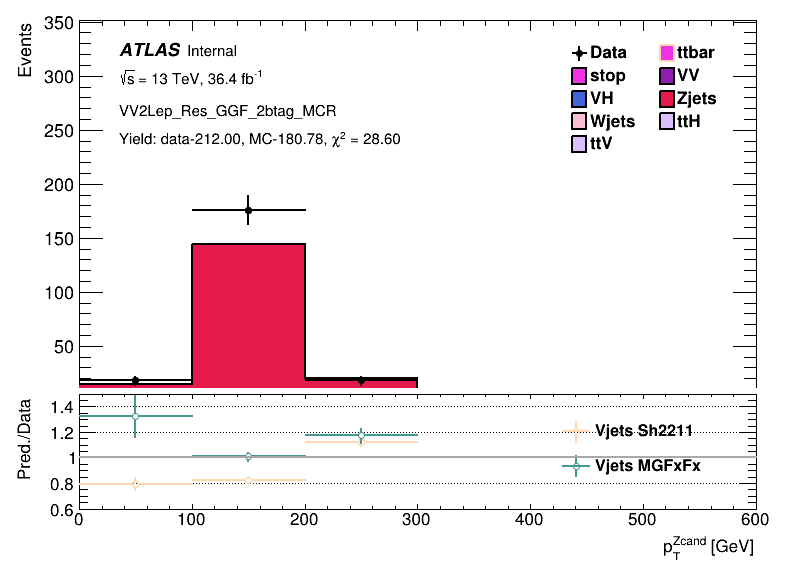 Events
350
300
250
200
150
100
50
ATLAS Internal
√s = 13 TeV, 36.4 fb⁻¹
VV2Lep_Res_GGF_2btag_MCR
Yield: data-212.00, MC-180.78, χ² = 28.60
Data
ttbar
stop
VV
VH
Zjets
Wjets
ttH
ttV
Pred./Data
1.4
1.2
1
0.8
0.6
Vjets Sh2211
Vjets MGFxFx
0 100 200 300 400 500 600
p_T^Zcand [GeV]